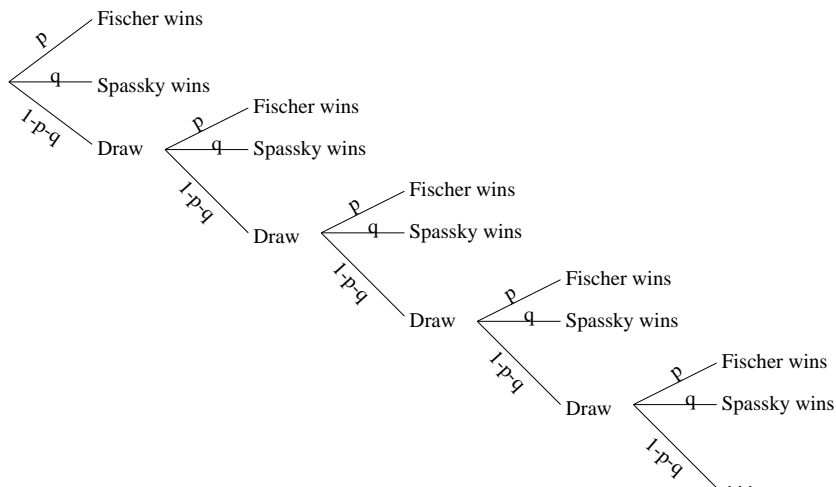 Fischer wins
p
q
Spassky wins
1-p-q
Draw
Fischer wins
p
q
Spassky wins
1-p-q
Draw
Fischer wins
p
q
Spassky wins
1-p-q
Draw
Fischer wins
p
q
Spassky wins
1-p-q
Draw
Fischer wins
p
q
Spassky wins
1-p-q
...